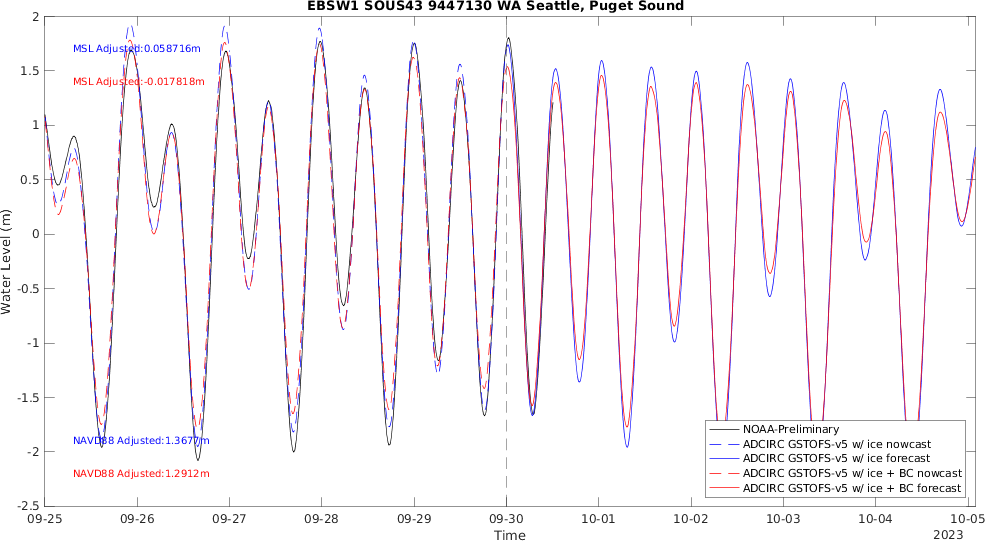 EBSW1 SOUS43 9447130 WA Seattle, Puget Sound
2
1.5
1
0.5
0
-0.5
-1
-1.5
-2
-2.5
Water Level (m)
MSL Adjusted:0.058716m
MSL Adjusted:-0.017818m
NAVD88 Adjusted:1.3677m
NAVD88 Adjusted:1.2912m
NOAA-Preliminary
ADCIRC GSTOFS-v5 w/ ice nowcast
ADCIRC GSTOFS-v5 w/ ice forecast
ADCIRC GSTOFS-v5 w/ ice + BC nowcast
ADCIRC GSTOFS-v5 w/ ice + BC forecast
09-25 09-26 09-27 09-28 09-29 09-30 10-01 10-02 10-03 10-04 10-05
Time
2023